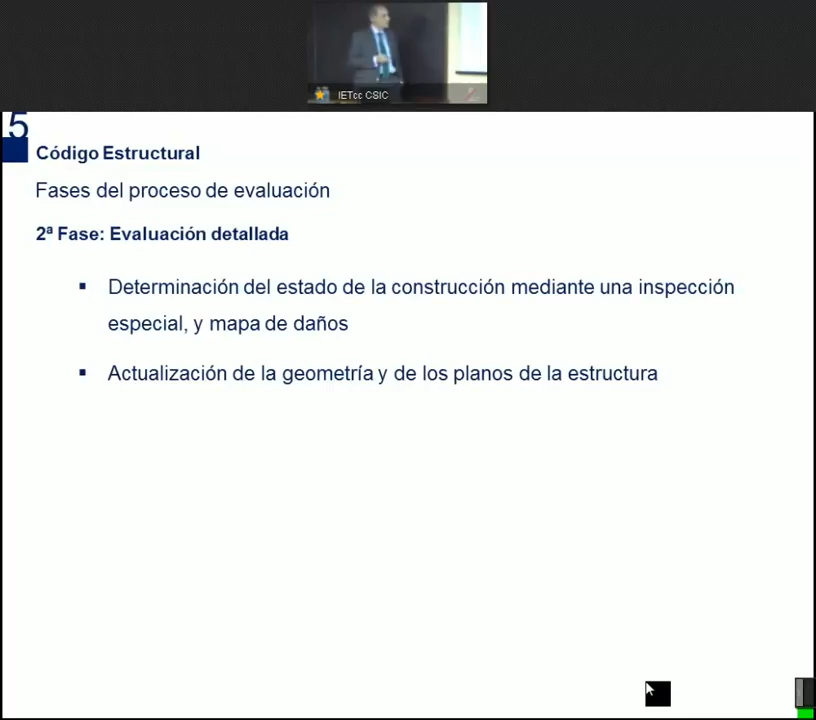 IETcc CSIC
5
Código Estructural
Fases del proceso de evaluación
2ª Fase: Evaluación detallada
▪ Determinación del estado de la construcción mediante una inspección
especial, y mapa de daños
▪ Actualización de la geometría y de los planos de la estructura